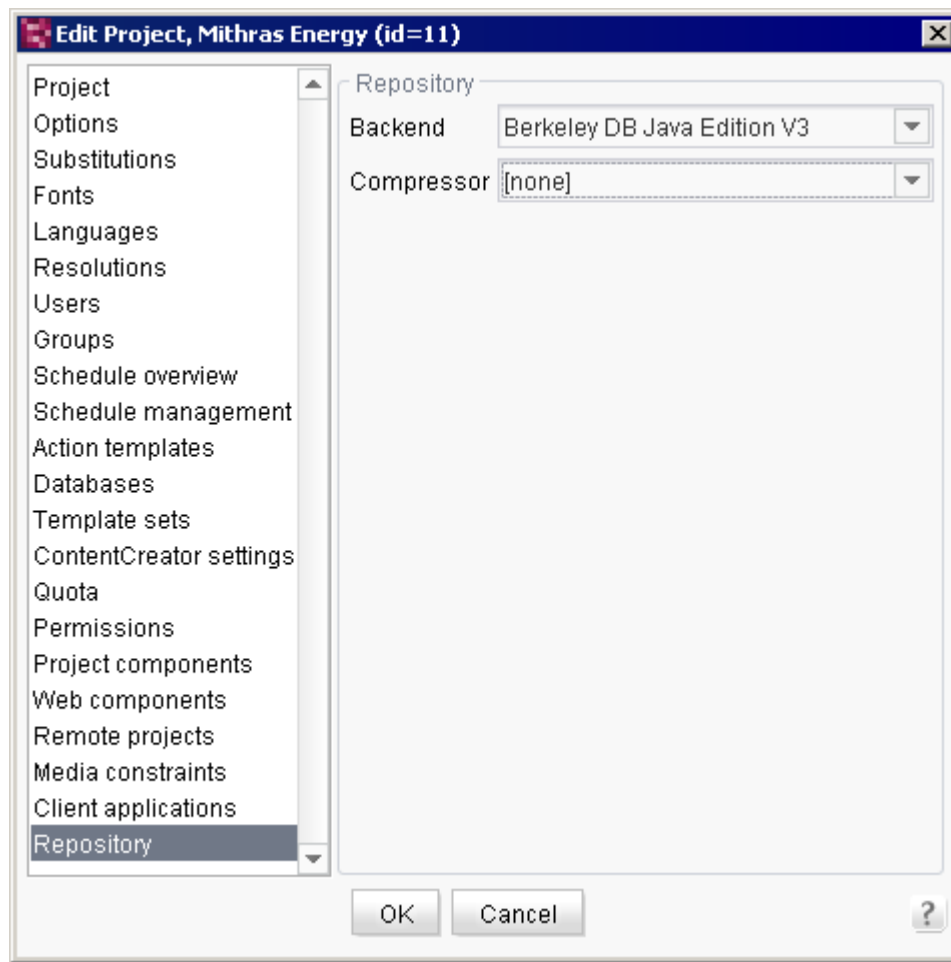 Edit Project, Mithras Energy (id=11)
Project
Options
Substitutions
Fonts
Languages
Resolutions
Users
Groups
Schedule overview
Schedule management
Action templates
Databases
Template sets
ContentCreator settings
Quota
Permissions
Project components
Web components
Remote projects
Media constraints
Client applications
Repository
Repository
Backend Berkeley DB Java Edition V3
Compressor [none]
OK Cancel ?